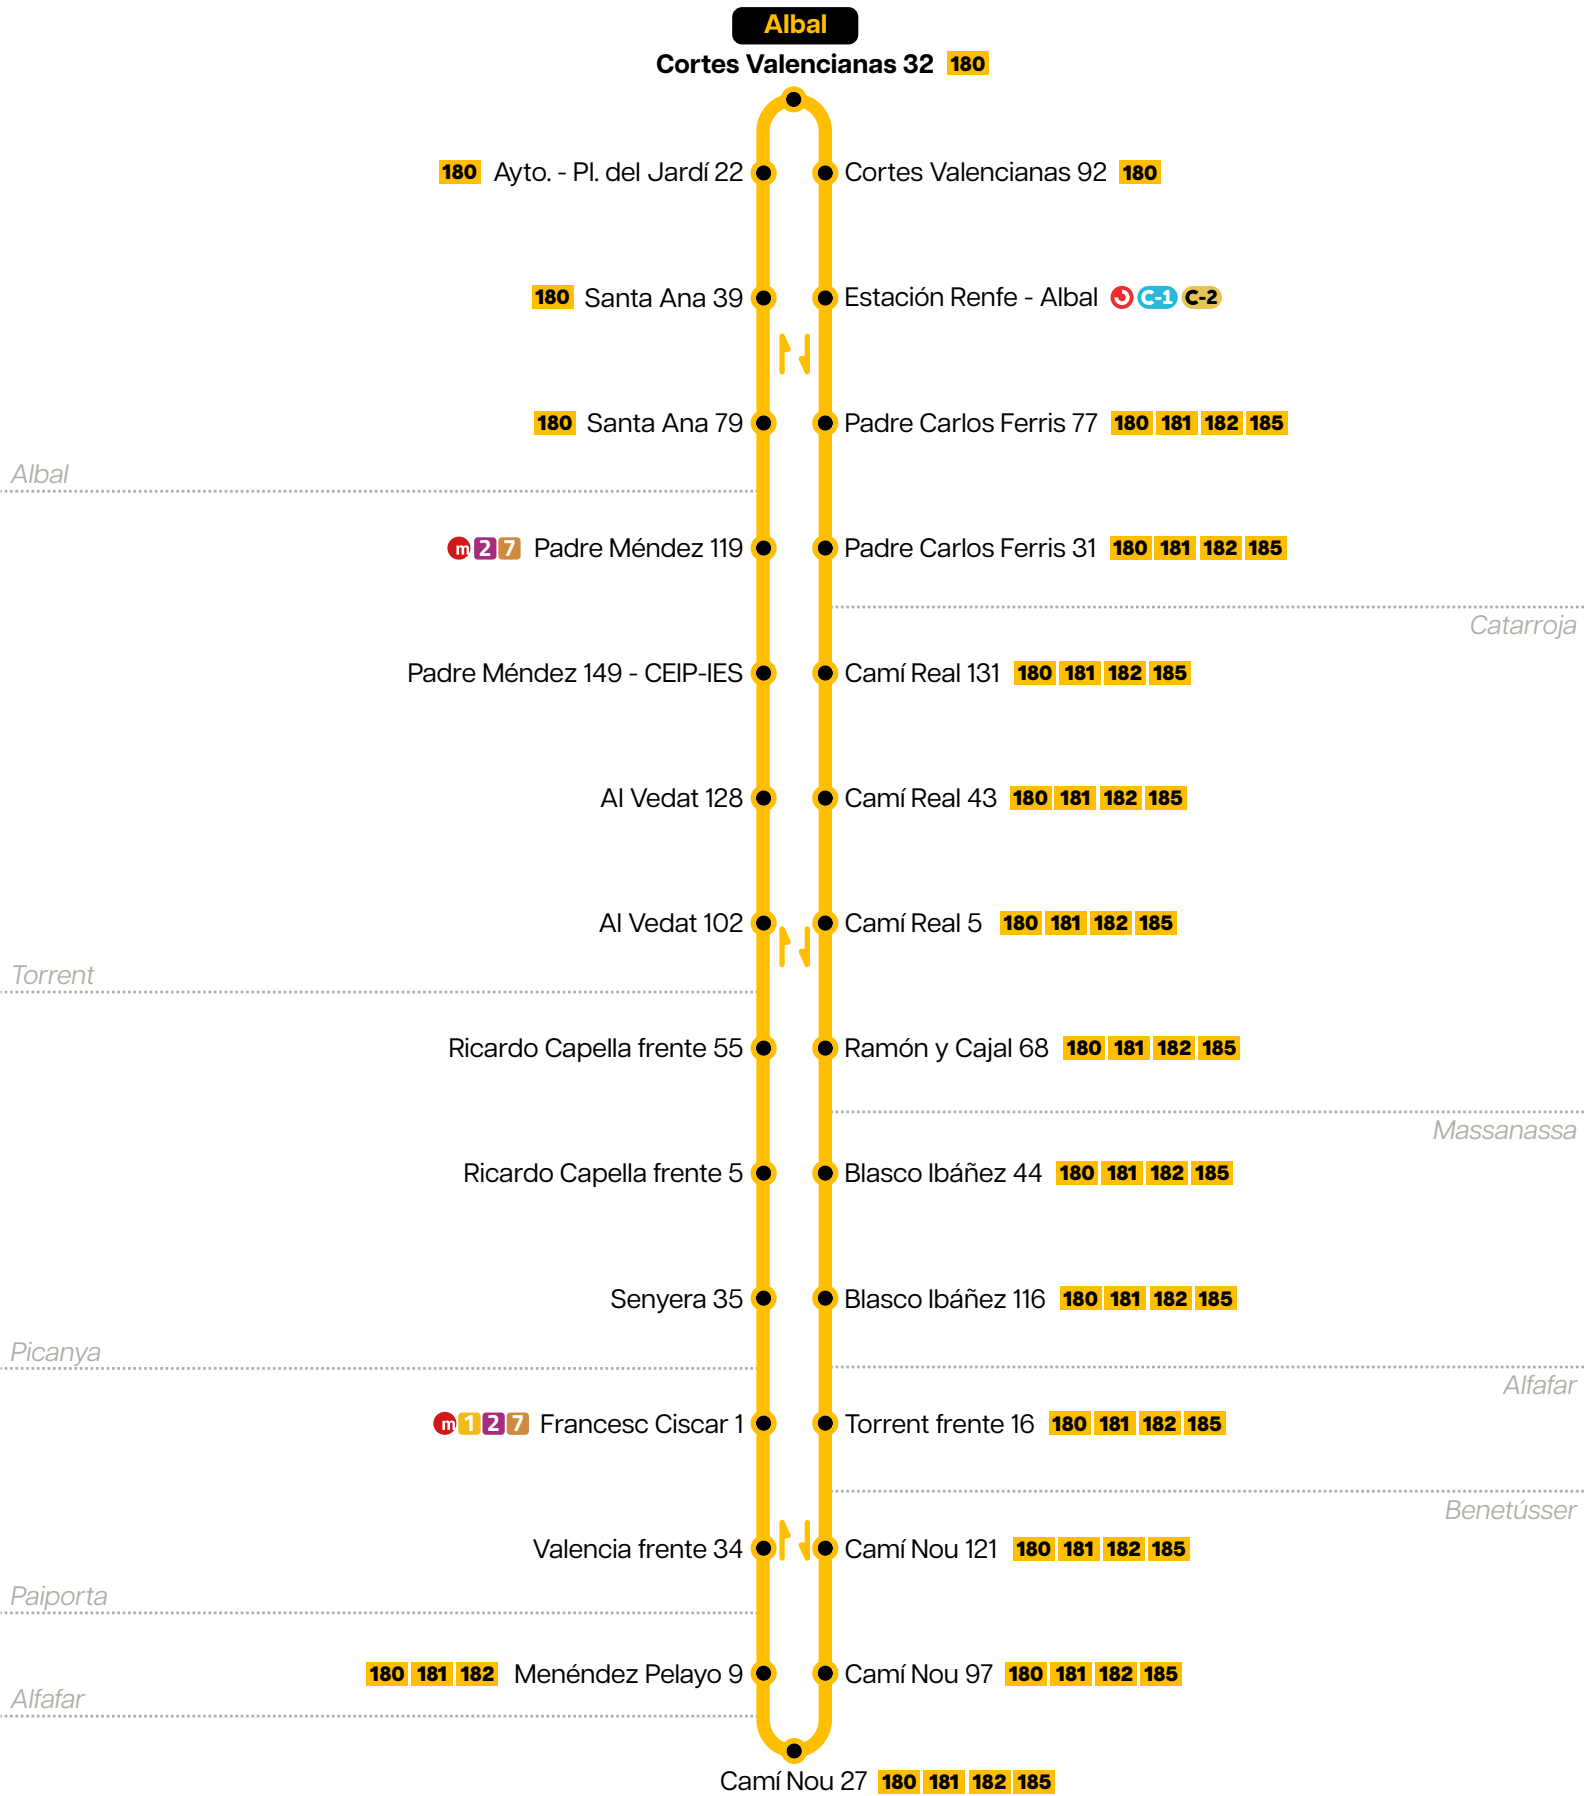 Albal
Cortes Valencianas 32 180
180 Ayto. - Pl. del Jardí 22
Cortes Valencianas 92 180
180 Santa Ana 39
Estación Renfe - Albal C-1 C-2
180 Santa Ana 79
Padre Carlos Ferris 77 180 181 182 185
Albal
m 2 7 Padre Méndez 119
Padre Carlos Ferris 31 180 181 182 185
Catarroja
Padre Méndez 149 - CEIP-IES
Camí Real 131 180 181 182 185
Al Vedat 128
Camí Real 43 180 181 182 185
Al Vedat 102
Camí Real 5 180 181 182 185
Torrent
Ricardo Capella frente 55
Ramón y Cajal 68 180 181 182 185
Massanassa
Ricardo Capella frente 5
Blasco Ibáñez 44 180 181 182 185
Senyera 35
Blasco Ibáñez 116 180 181 182 185
Picanya
Alfafar
m 1 2 7 Francesc Ciscar 1
Torrent frente 16 180 181 182 185
Benetússer
Valencia frente 34
Camí Nou 121 180 181 182 185
Paiporta
180 181 182 Menéndez Pelayo 9
Camí Nou 97 180 181 182 185
Alfafar
Camí Nou 27 180 181 182 185